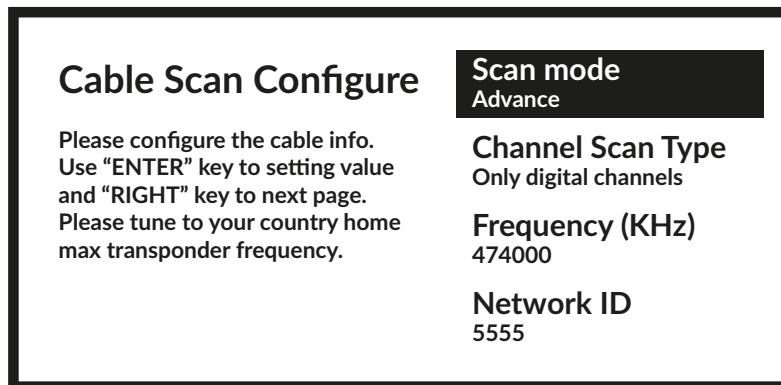 Cable Scan Configure
Please configure the cable info.
Use “ENTER” key to setting value
and “RIGHT” key to next page.
Please tune to your country home
max transponder frequency.
Scan mode
Advance
Channel Scan Type
Only digital channels
Frequency (KHz)
474000
Network ID
5555